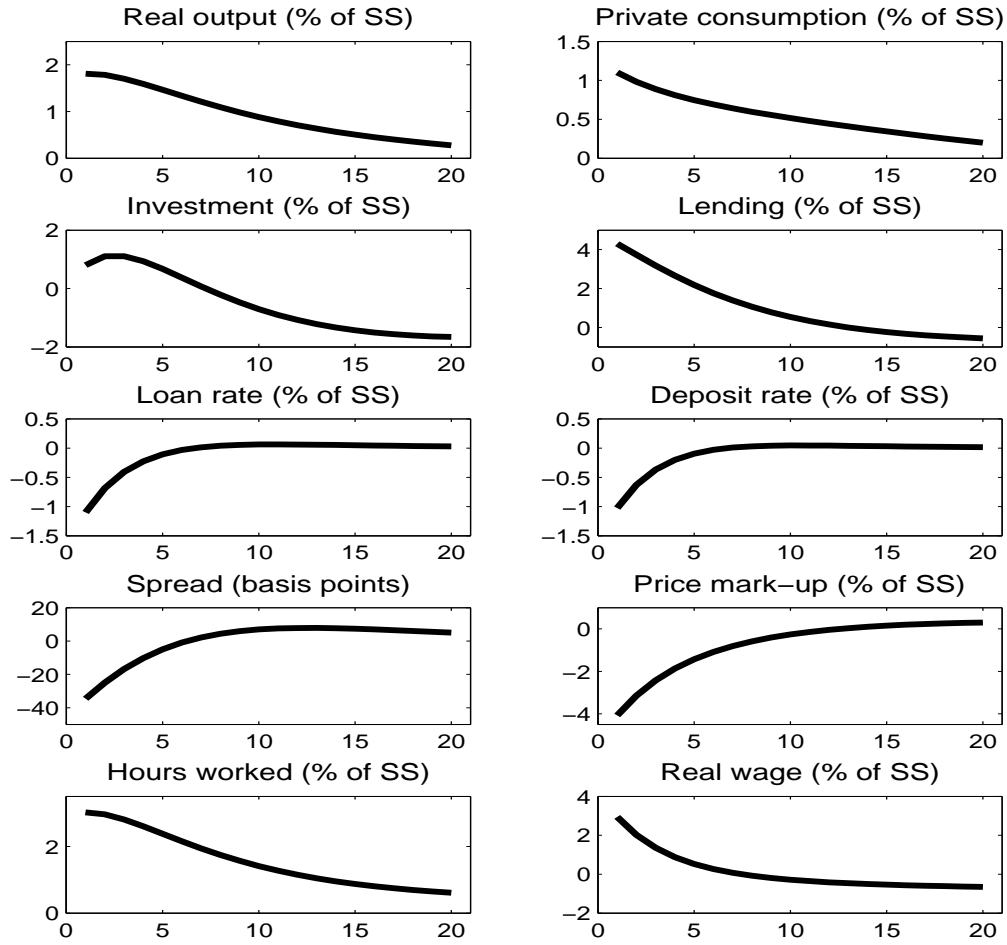 Real output (% of SS)
2
1
0
0 5 10 15 20
Private consumption (% of SS)
1.5
1
0.5
0
0 5 10 15 20
Investment (% of SS)
2
0
−2
0 5 10 15 20
Lending (% of SS)
4
2
0
0 5 10 15 20
Loan rate (% of SS)
0.5
0
−0.5
−1
−1.5
0 5 10 15 20
Deposit rate (% of SS)
0.5
0
−0.5
−1
−1.5
0 5 10 15 20
Spread (basis points)
20
0
−20
−40
0 5 10 15 20
Price mark−up (% of SS)
0
−2
−4
0 5 10 15 20
Hours worked (% of SS)
2
0
0 5 10 15 20
Real wage (% of SS)
4
2
0
−2
0 5 10 15 20